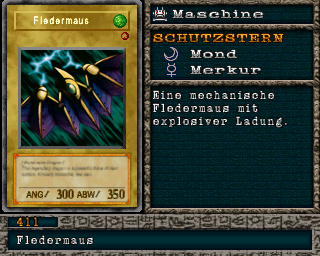 Fledermaus
ANG/ 300 ABW/ 350
Maschine
SCHUTZSTERN
Mond
Merkur
Eine mechanische
Fledermaus mit
explosiver Ladung.
411
Fledermaus